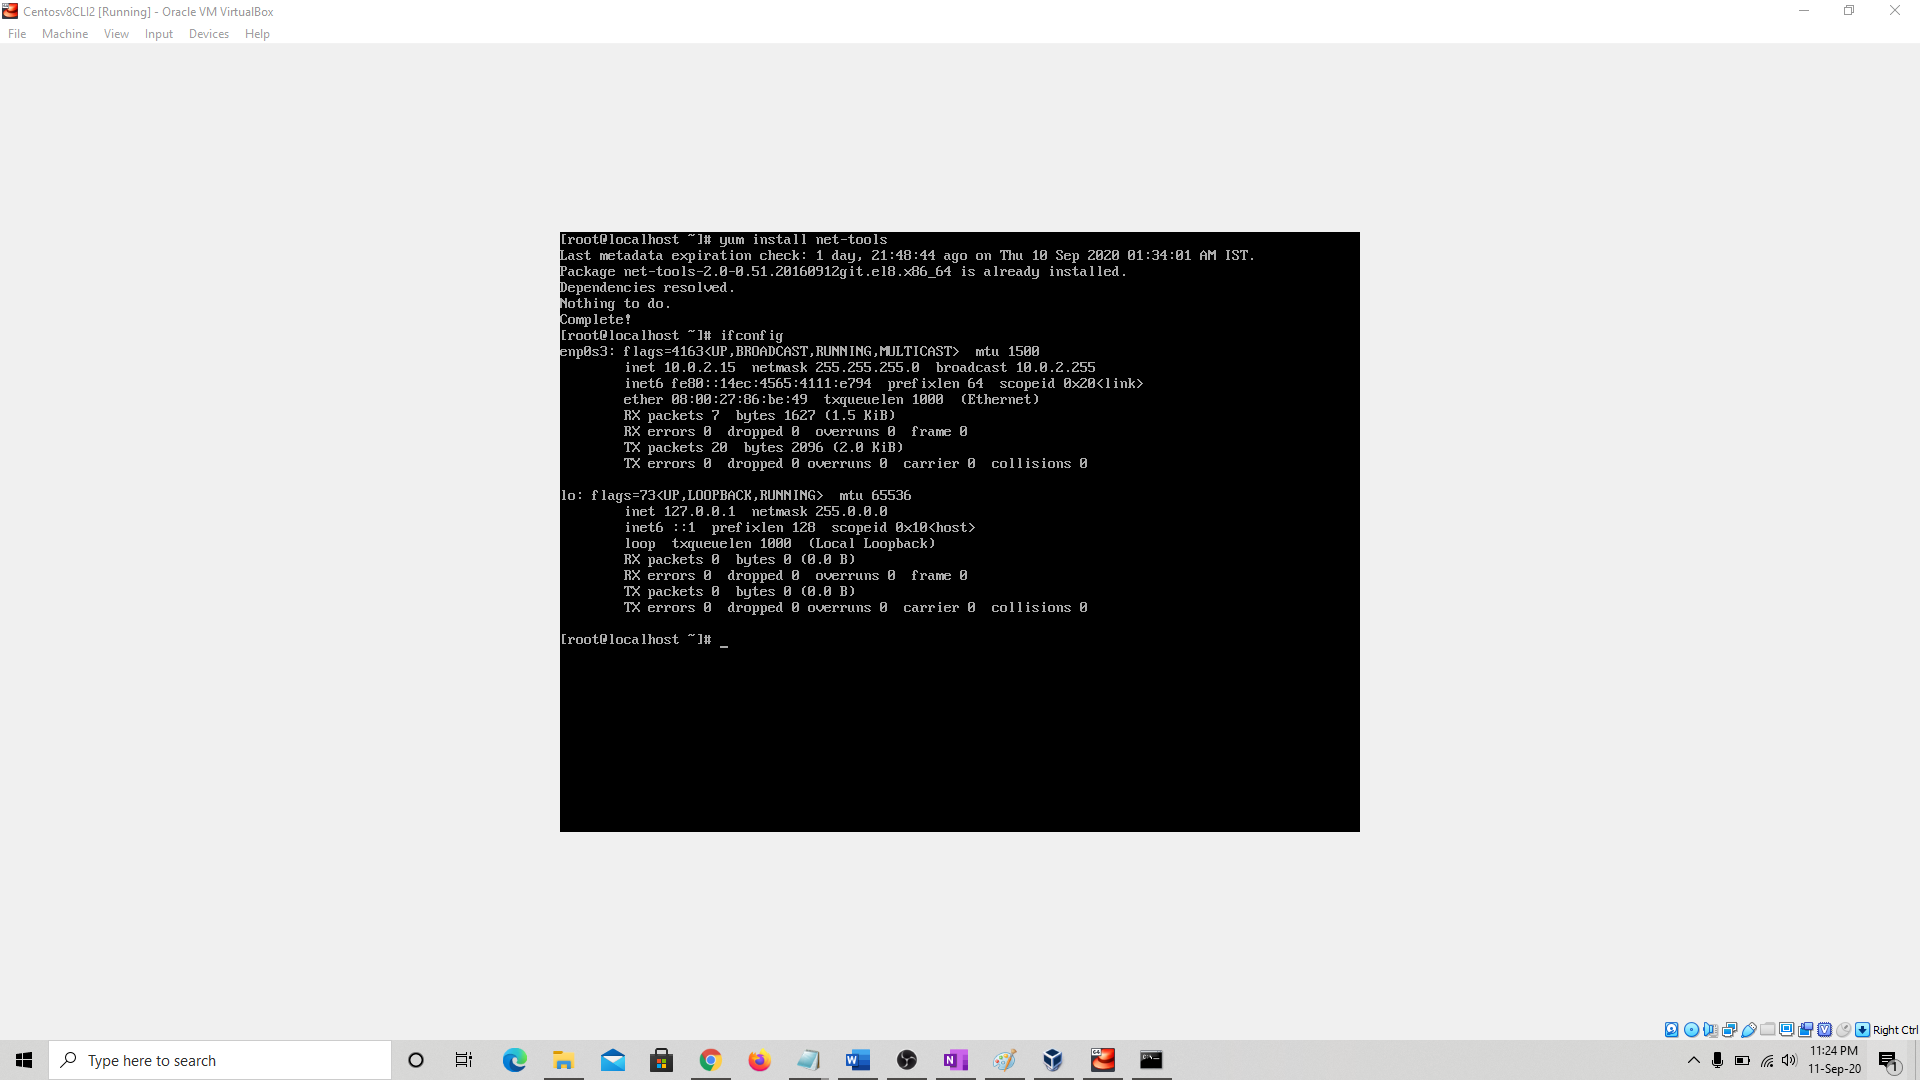 Centosv8CLI2 [Running] - Oracle VM VirtualBox
File Machine View Input Devices Help
[root@localhost ~]# yum install net-tools
Last metadata expiration check: 1 day, 21:48:44 ago on Thu 10 Sep 2020 01:34:01 AM IST.
Package net-tools-2.0-0.51.20160912git.el8.x86_64 is already installed.
Dependencies resolved.
Nothing to do.
Complete!
[root@localhost ~]# ifconfig
enp0s3: flags=4163<UP,BROADCAST,RUNNING,MULTICAST>  mtu 1500
        inet 10.0.2.15  netmask 255.255.255.0  broadcast 10.0.2.255
        inet6 fe80::14ec:4565:4111:e794  prefixlen 64  scopeid 0x20<link>
        ether 08:00:27:86:be:49  txqueuelen 1000  (Ethernet)
        RX packets 7  bytes 1627 (1.5 KiB)
        RX errors 0  dropped 0  overruns 0  frame 0
        TX packets 20  bytes 2096 (2.0 KiB)
        TX errors 0  dropped 0 overruns 0  carrier 0  collisions 0
lo: flags=73<UP,LOOPBACK,RUNNING>  mtu 65536
        inet 127.0.0.1  netmask 255.0.0.0
        inet6 ::1  prefixlen 128  scopeid 0x10<host>
        loop  txqueuelen 1000  (Local Loopback)
        RX packets 0  bytes 0 (0.0 B)
        RX errors 0  dropped 0  overruns 0  frame 0
        TX packets 0  bytes 0 (0.0 B)
        TX errors 0  dropped 0 overruns 0  carrier 0  collisions 0
[root@localhost ~]# _
Right Ctrl
Type here to search
11:24 PM
11-Sep-20
1